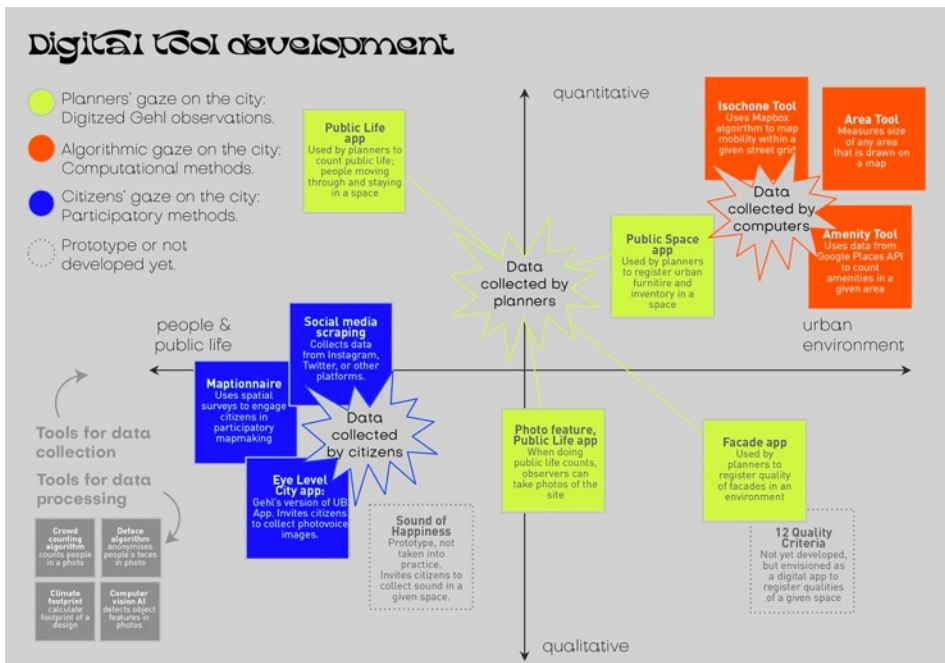 Digital tool development
Planners' gaze on the city:
Digitzed Gehl observations.
Algorithmic gaze on the city:
Computational methods.
Citizens' gaze on the city:
Participatory methods.
Prototype or not
developed yet.
quantitative
Public Life
app
Used by planners to
count public life;
people moving
through and staying
in a space
Isochone Tool
Uses Mapbox
algoirthm to map
mobility within a
given street grid
Area Tool
Measures size
of any area
that is drawn on
a map
Data
collected by
computers
Public Space
app
Used by planners
to register urban
furnitire and
inventory in a
space
Amenity Tool
Uses data from
Google Places API
to count
amenities in a
given area
Data
collected by
planners
people &
public life
urban
environment
Social media
scraping
Collects data
from Instagram,
Twitter, or other
platforms.
Maptionnaire
Uses spatial
surveys to engage
citizens in
participatory
mapmaking
Data
collected
by citizens
Eye Level
City app:
Gehl's version of UB
App. Invites citizens
to collect photovoice
images.
Photo feature,
Public Life app
When doing
public life counts,
observers can
take photos of the
site
Facade app
Used by
planners to
register quality
of facades in an
environment
Sound of
Happiness
Prototype, not
taken into
practice.
Invites citizens to
collect sound in a
given space.
12 Quality
Criteria
Not yet developed,
but envisioned as
a digital app to
register qualities
of a given space
Tools for data
collection
Tools for data
processing
Crowd
counting
algorithm
counts people
in a photo
Deface
algorithm
anonymises
people's faces
in photo
Climate
footprint
calculate
footprint of a
design
Computer
vision AI
detects object
features in
photos
qualitative